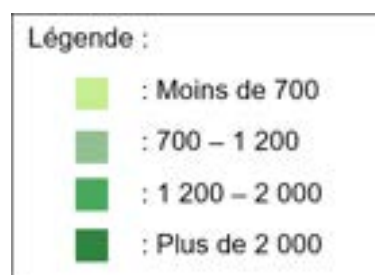 Légende :
: Moins de 700
: 700 – 1 200
: 1 200 – 2 000
: Plus de 2 000